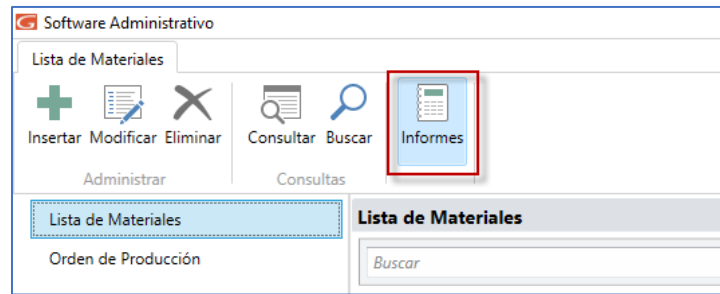 Software Administrativo
Lista de Materiales
Insertar Modificar Eliminar Consultar Buscar Informes
Administrar Consultas
Lista de Materiales Lista de Materiales
Orden de Producción Buscar